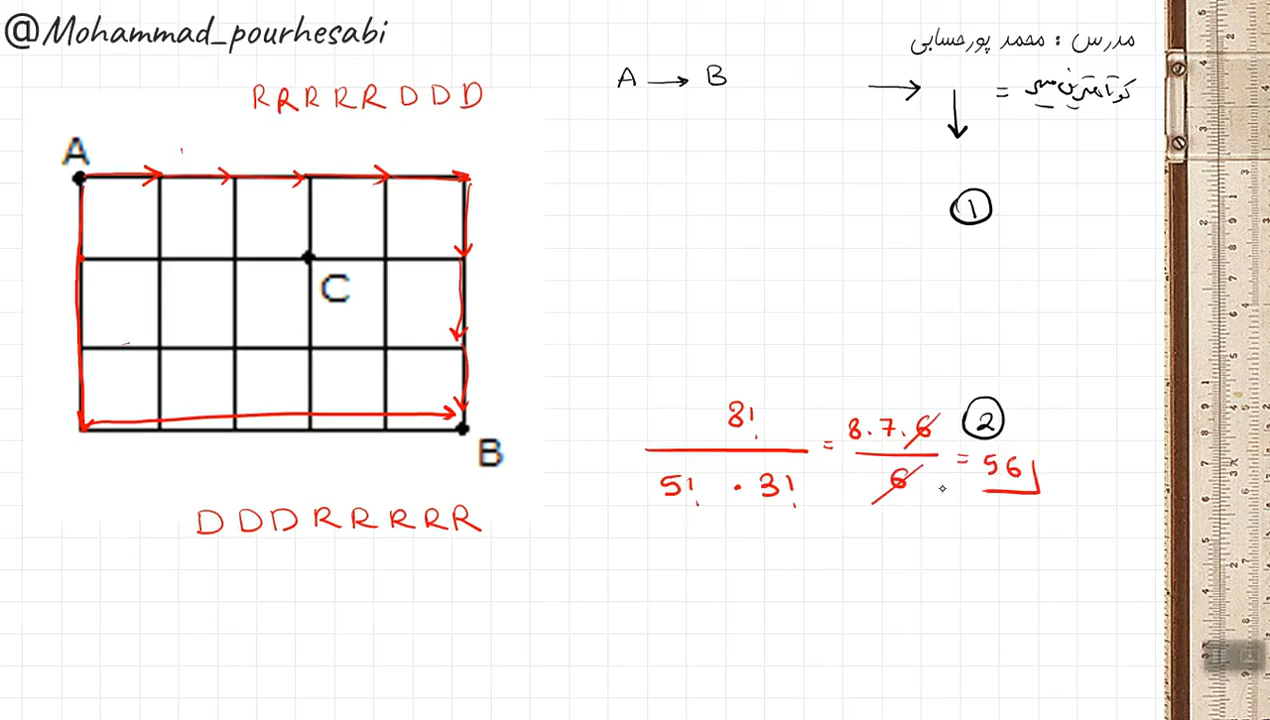 @Mohammad_pourhesabi
مدرس : محمد پورحسابی
A → B
→ ↓ = کوتاهترین مسیر
RRRRRDDD
A
1
C
8! / 5! · 3! = 8.7.6 / 6 = 56
2
B
DDDRRRRR